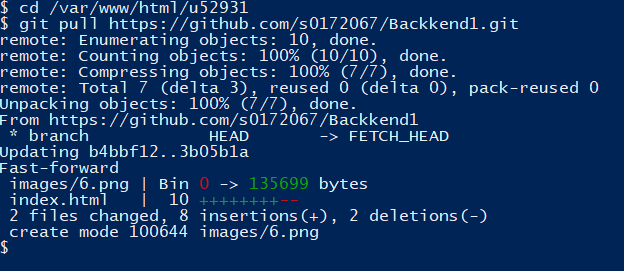 $ cd /var/www/html/u52931
$ git pull https://github.com/s0172067/Backkend1.git
remote: Enumerating objects: 10, done.
remote: Counting objects: 100% (10/10), done.
remote: Compressing objects: 100% (7/7), done.
remote: Total 7 (delta 3), reused 0 (delta 0), pack-reused 0
Unpacking objects: 100% (7/7), done.
From https://github.com/s0172067/Backkend1
 * branch            HEAD       -> FETCH_HEAD
Updating b4bbf12..3b05b1a
Fast-forward
 images/6.png | Bin 0 -> 135699 bytes
 index.html   |  10 ++++++++--
 2 files changed, 8 insertions(+), 2 deletions(-)
 create mode 100644 images/6.png
$